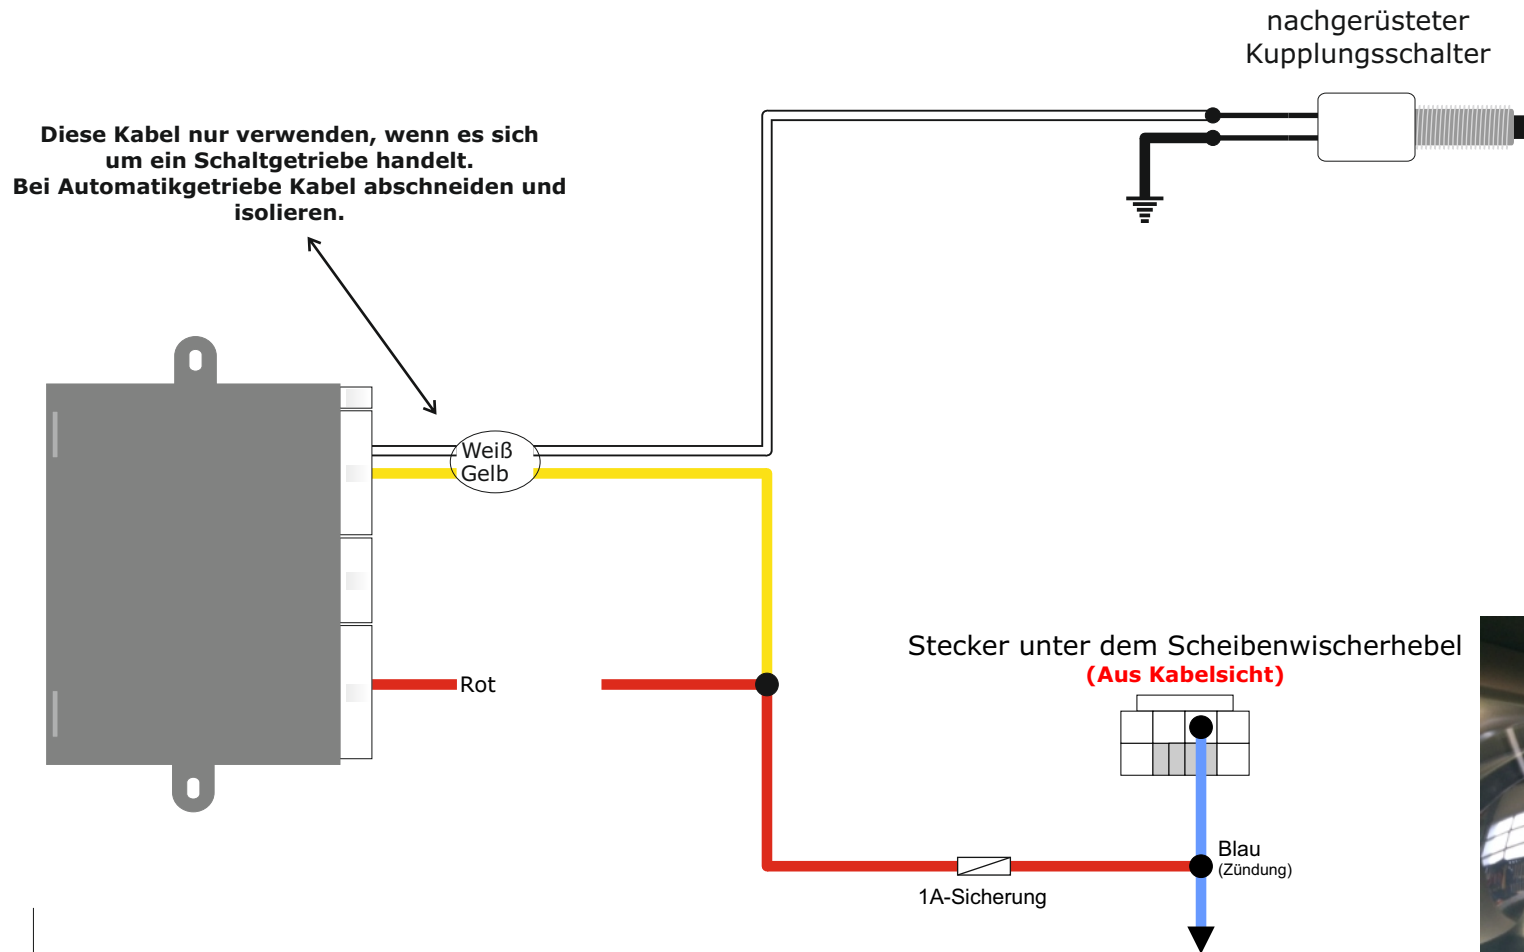 nachgerüsteter
Kupplungsschalter
Diese Kabel nur verwenden, wenn es sich
um ein Schaltgetriebe handelt.
Bei Automatikgetriebe Kabel abschneiden und
isolieren.
Weiß
Gelb
Rot
Stecker unter dem Scheibenwischerhebel
(Aus Kabelsicht)
Blau
(Zündung)
1A-Sicherung